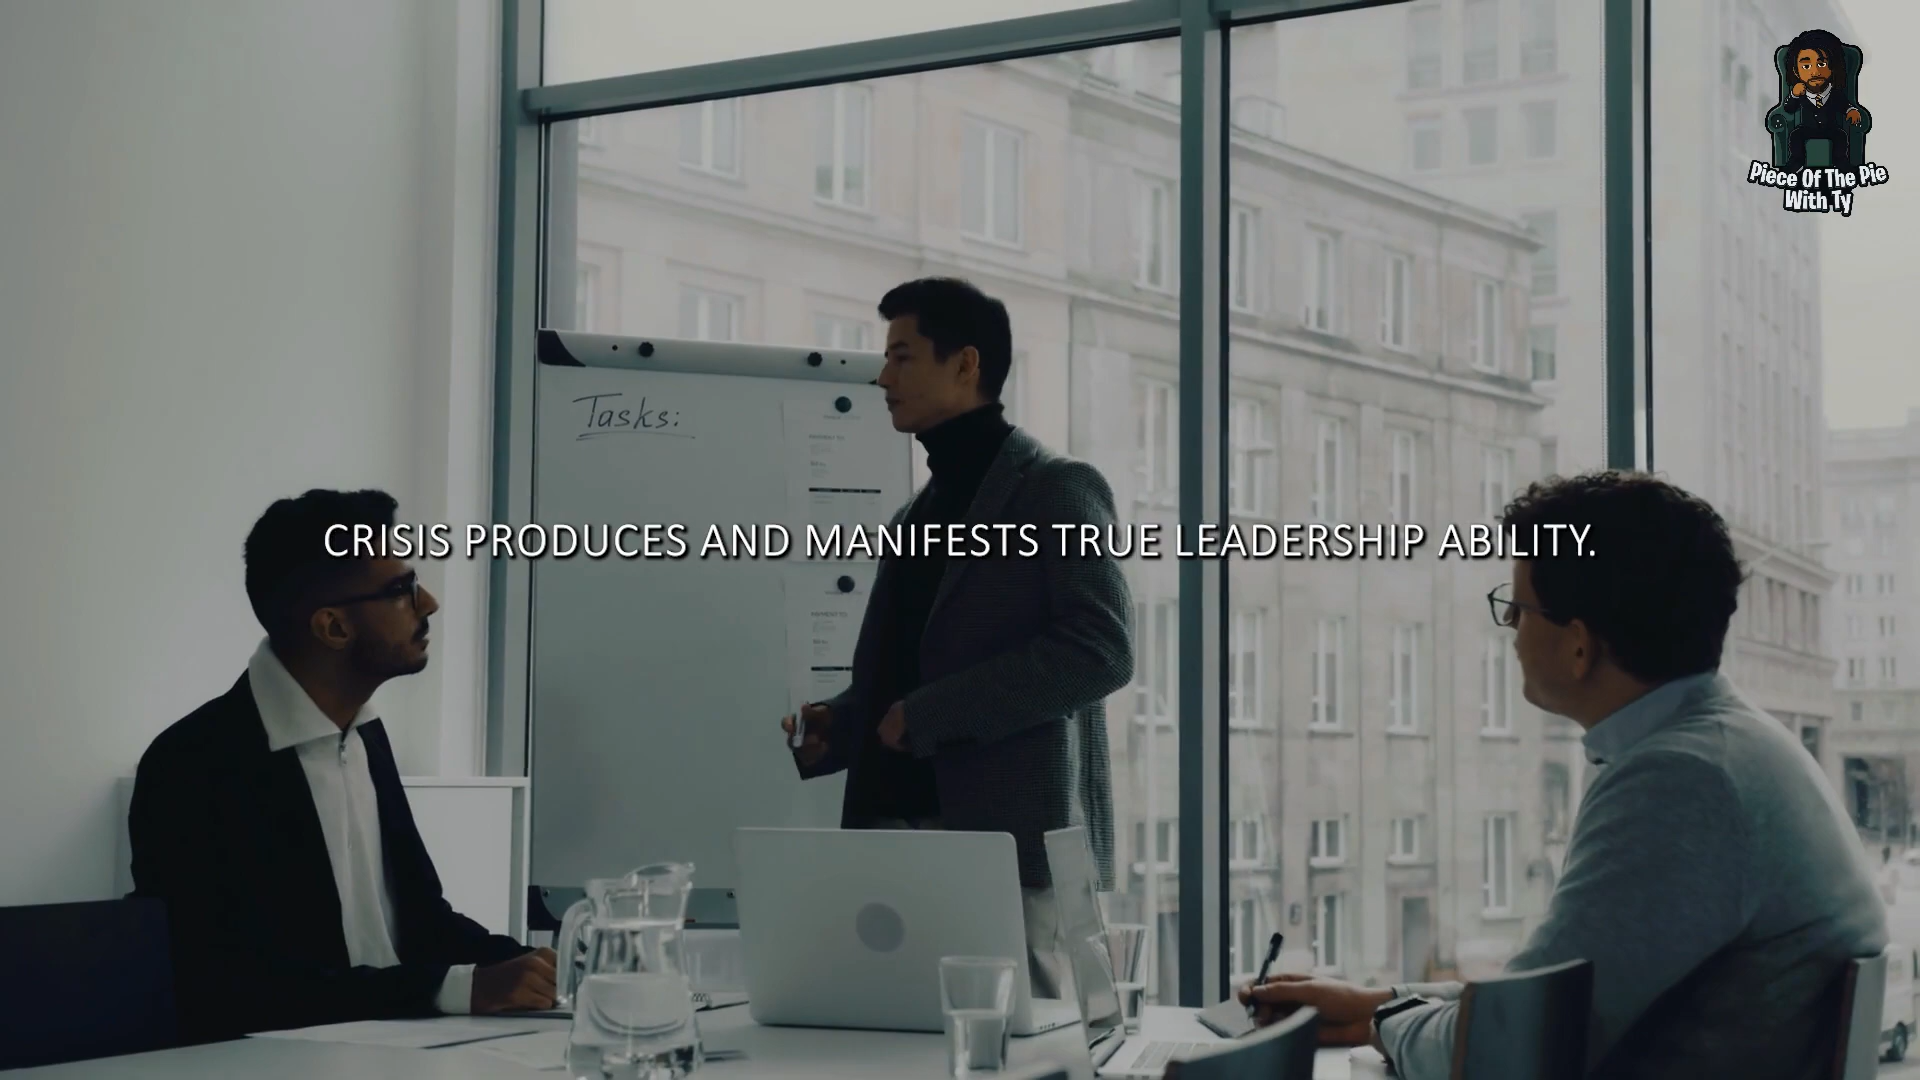 Piece Of The Pie
With Ty
Tasks:
CRISIS PRODUCES AND MANIFESTS TRUE LEADERSHIP ABILITY.